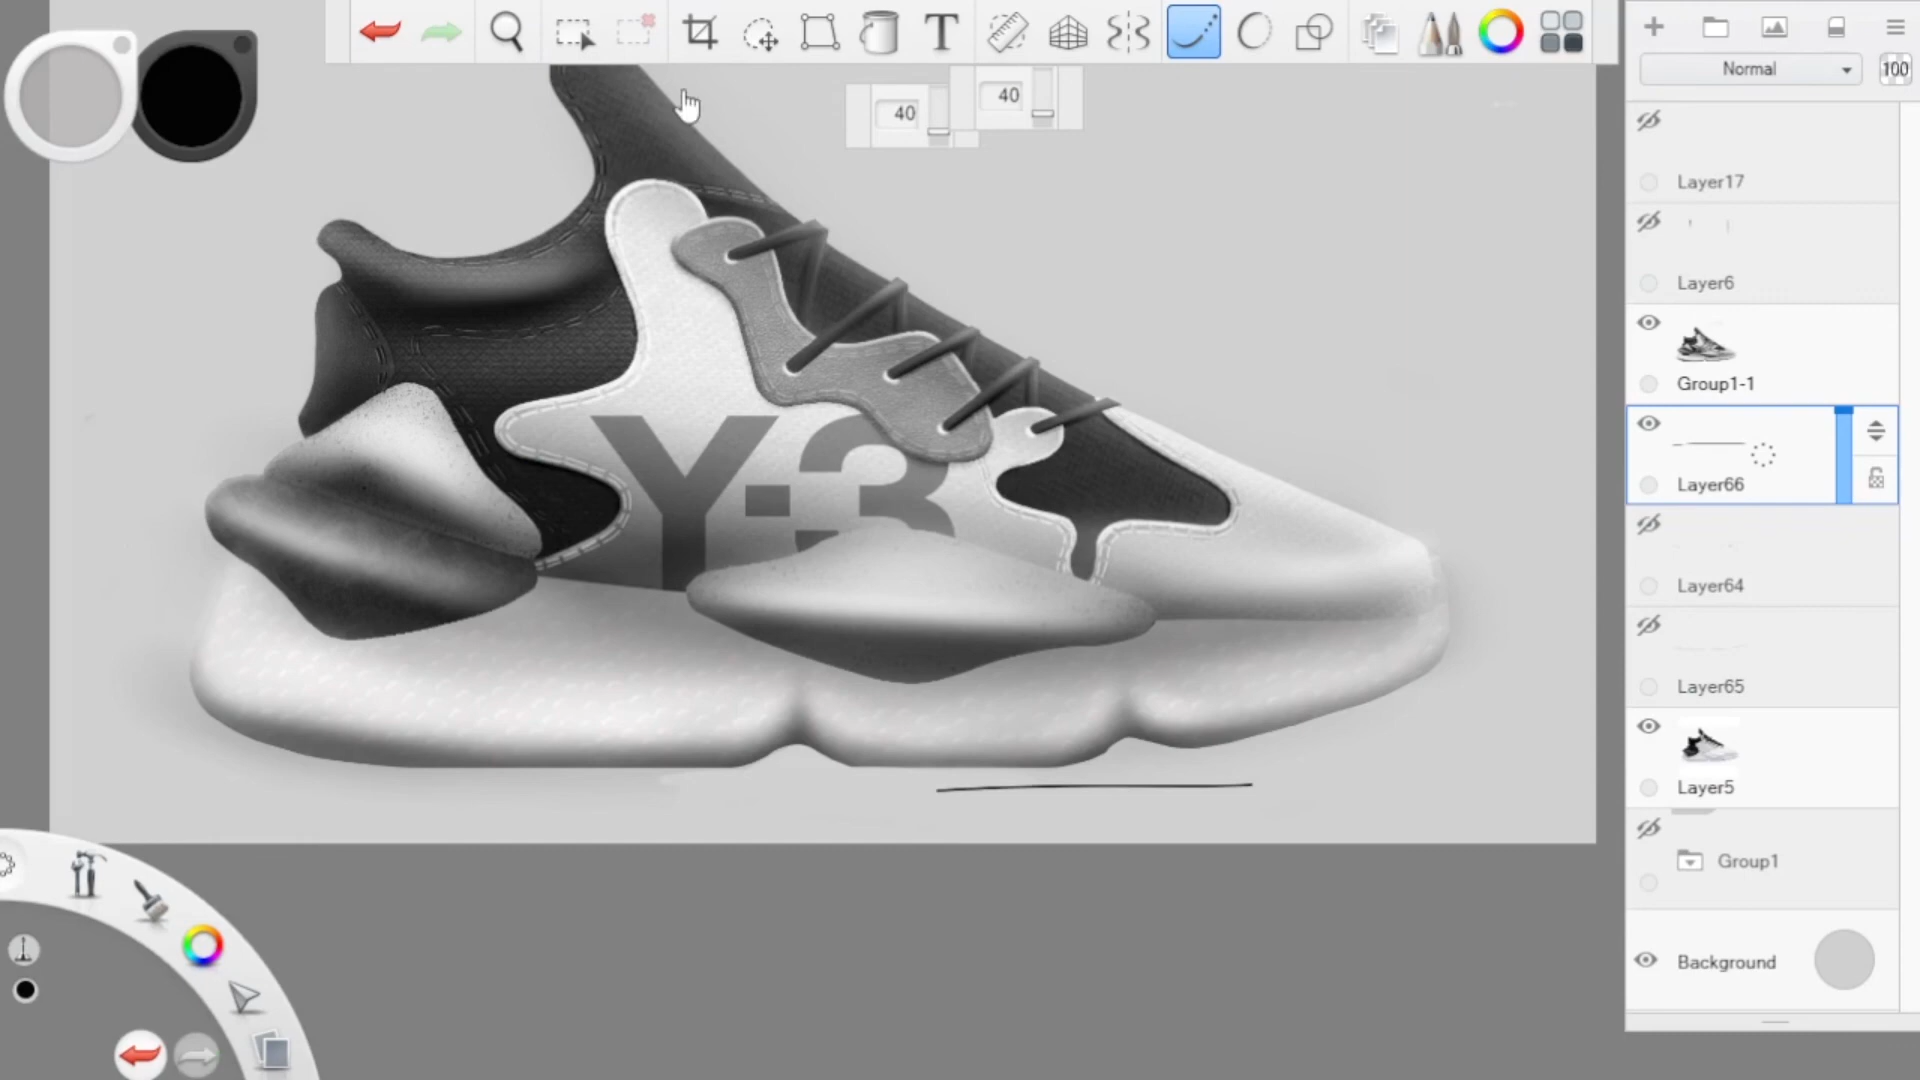 T
Normal
100
40
40
Layer17
Layer6
Group1-1
Layer66
Layer64
Layer65
Layer5
Group1
Background
Y-3